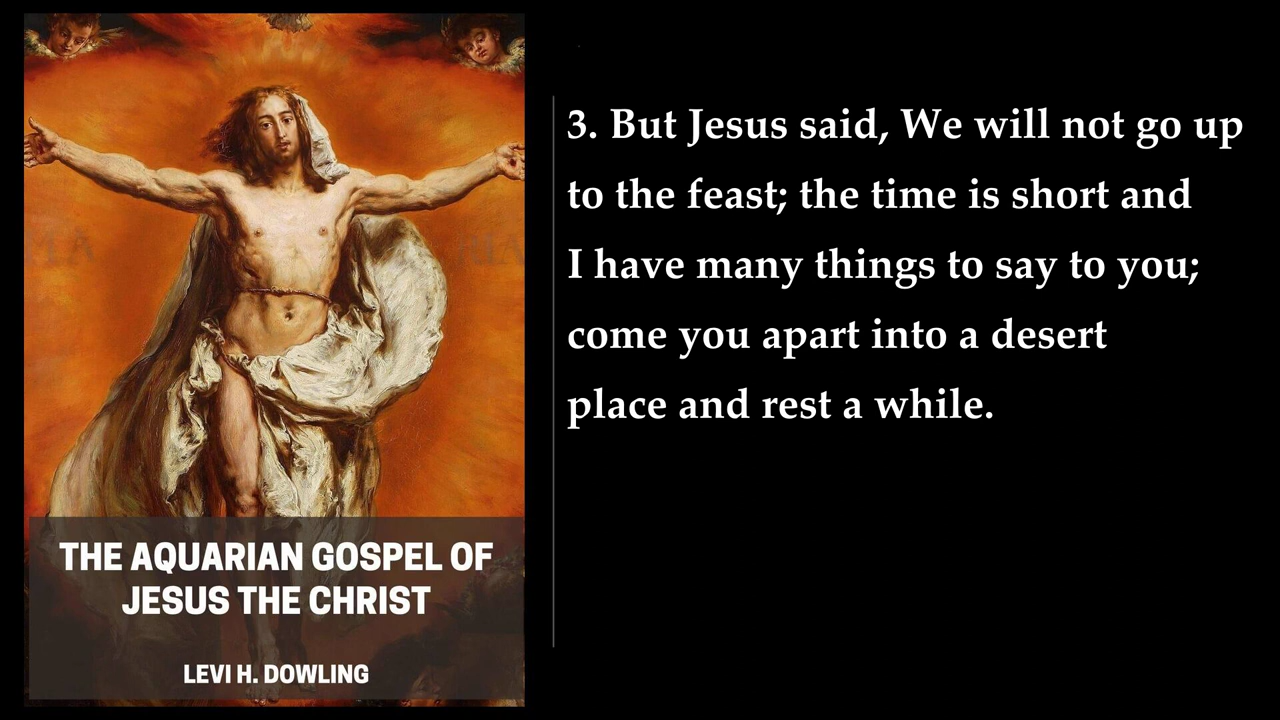 3. But Jesus said, We will not go up
to the feast; the time is short and
I have many things to say to you;
come you apart into a desert
place and rest a while.
THE AQUARIAN GOSPEL OF
JESUS THE CHRIST
LEVI H. DOWLING